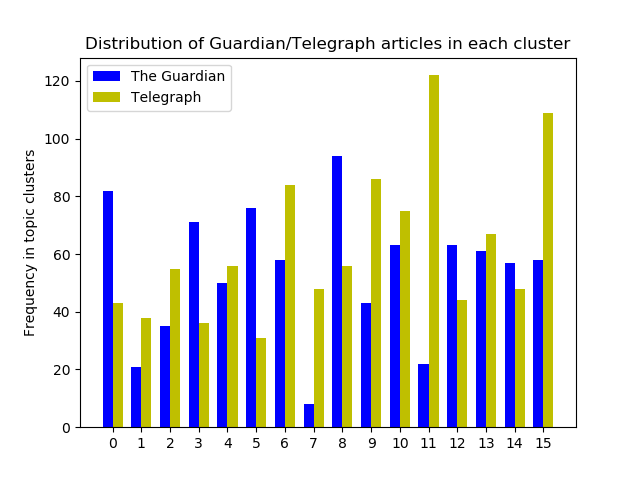 Distribution of Guardian/Telegraph articles in each cluster
The Guardian
Telegraph
Frequency in topic clusters
120
100
80
60
40
20
0
0 1 2 3 4 5 6 7 8 9 10 11 12 13 14 15